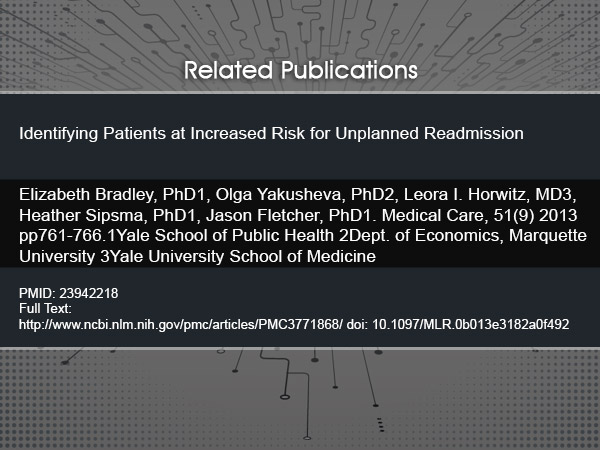 Related Publications
Identifying Patients at Increased Risk for Unplanned Readmission
Elizabeth Bradley, PhD1, Olga Yakusheva, PhD2, Leora I. Horwitz, MD3,
Heather Sipsma, PhD1, Jason Fletcher, PhD1. Medical Care, 51(9) 2013
pp761-766.1Yale School of Public Health 2Dept. of Economics, Marquette
University 3Yale University School of Medicine
PMID: 23942218
Full Text:
http://www.ncbi.nlm.nih.gov/pmc/articles/PMC3771868/ doi: 10.1097/MLR.0b013e3182a0f492